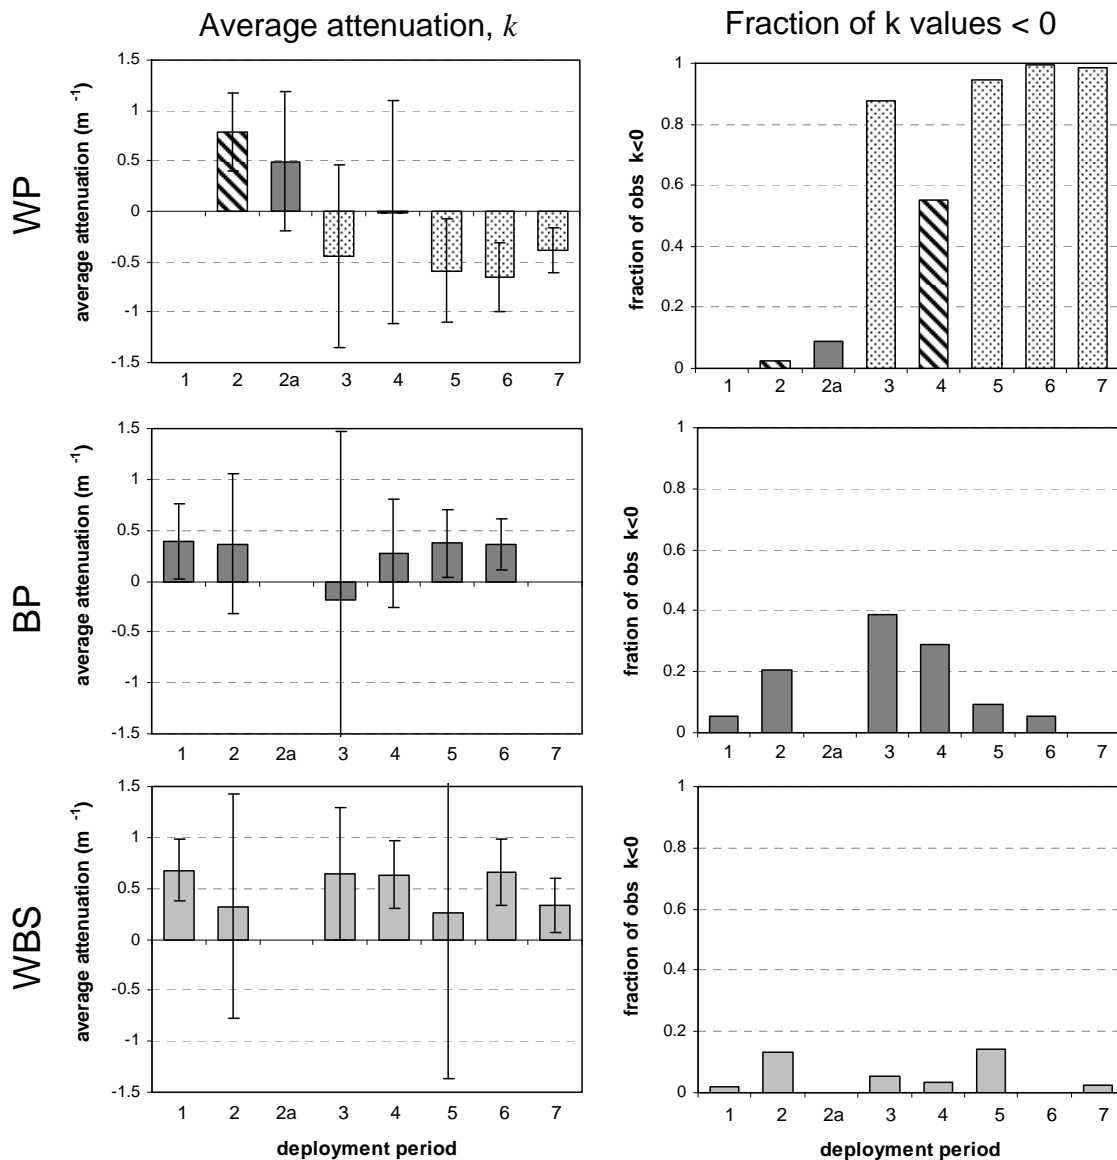 Average attenuation, k
Fraction of k values < 0
WP
average attenuation (m ⁻¹)
1.5
1
0.5
0
-0.5
-1
-1.5
1 2 2a 3 4 5 6 7
fraction of obs k<0
1
0.8
0.6
0.4
0.2
0
1 2 2a 3 4 5 6 7
BP
average attenuation (m ⁻¹)
1.5
1
0.5
0
-0.5
-1
-1.5
1 2 2a 3 4 5 6 7
fration of obs k<0
1
0.8
0.6
0.4
0.2
0
1 2 2a 3 4 5 6 7
WBS
average attenuation (m ⁻¹)
1.5
1
0.5
0
-0.5
-1
-1.5
1 2 2a 3 4 5 6 7
deployment period
fraction of obs k<0
1
0.8
0.6
0.4
0.2
0
1 2 2a 3 4 5 6 7
deployment period